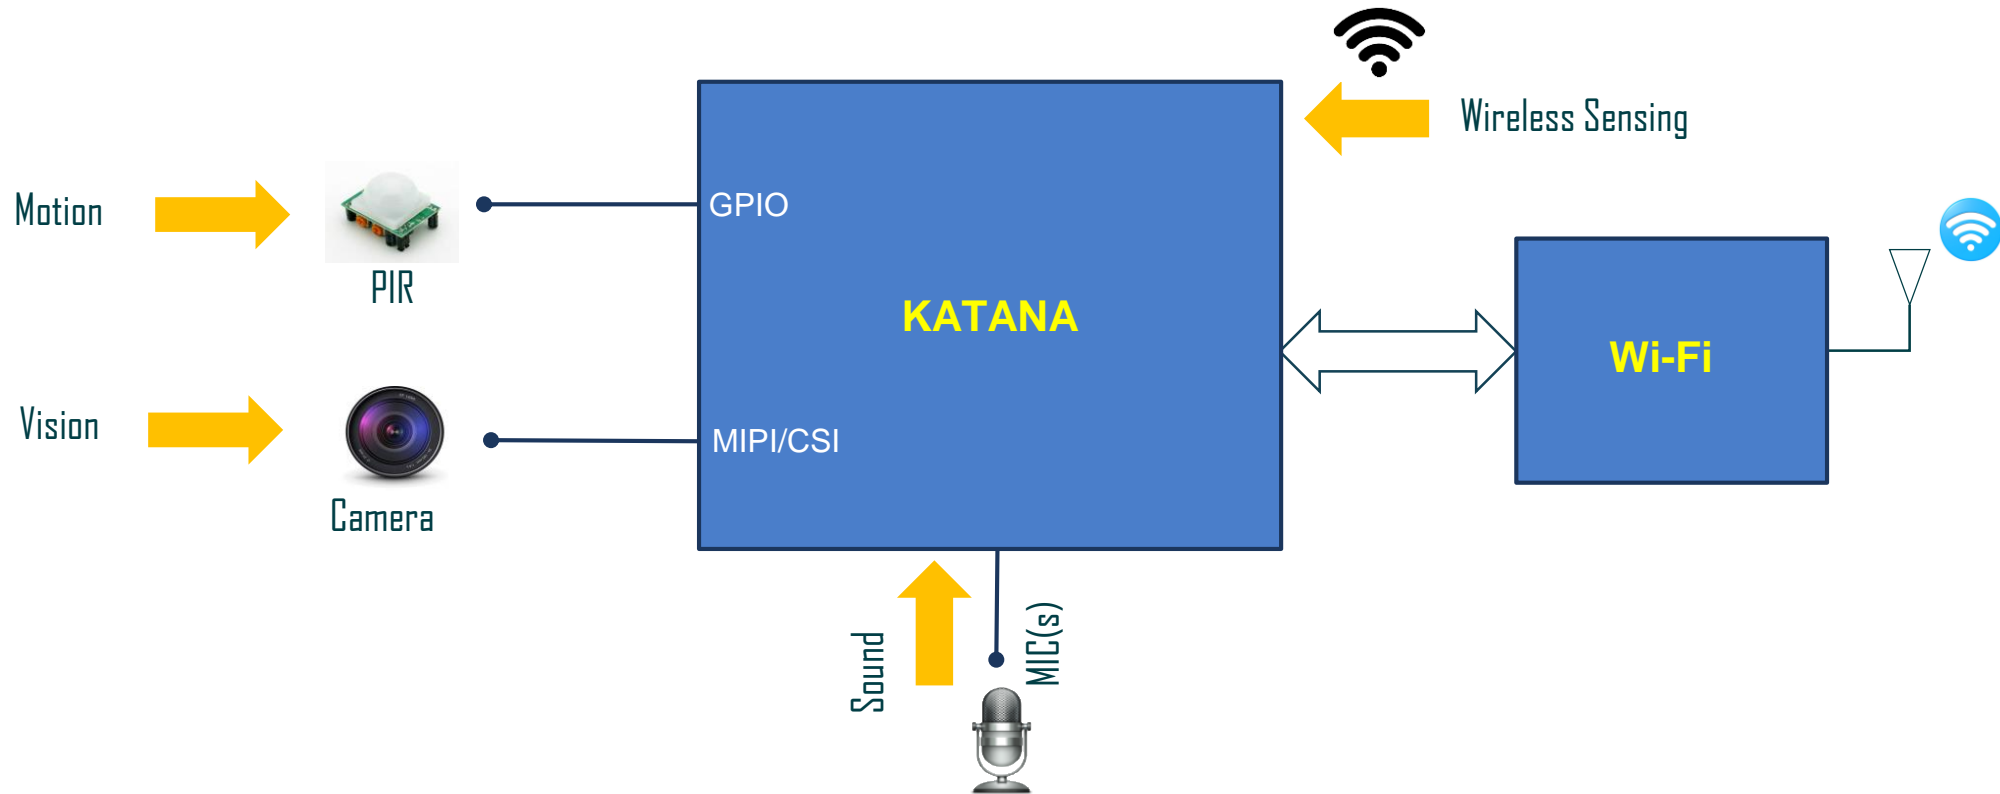 Wireless Sensing
Motion
GPIO
PIR
KATANA
Wi-Fi
Vision
MIPI/CSI
Camera
Sound
MIC(s)